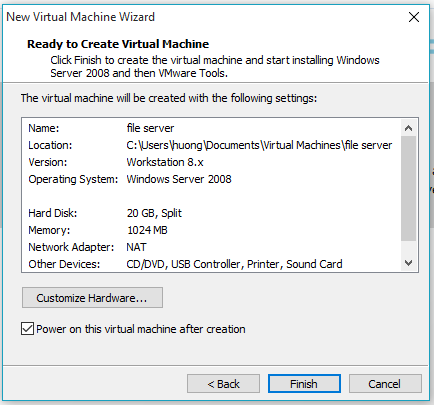 New Virtual Machine Wizard
Ready to Create Virtual Machine
Click Finish to create the virtual machine and start installing Windows
Server 2008 and then VMware Tools.
The virtual machine will be created with the following settings:
Name: file server
Location: C:\Users\huong\Documents\Virtual Machines\file server
Version: Workstation 8.x
Operating System: Windows Server 2008
Hard Disk: 20 GB, Split
Memory: 1024 MB
Network Adapter: NAT
Other Devices: CD/DVD, USB Controller, Printer, Sound Card
Customize Hardware...
Power on this virtual machine after creation
< Back Finish Cancel